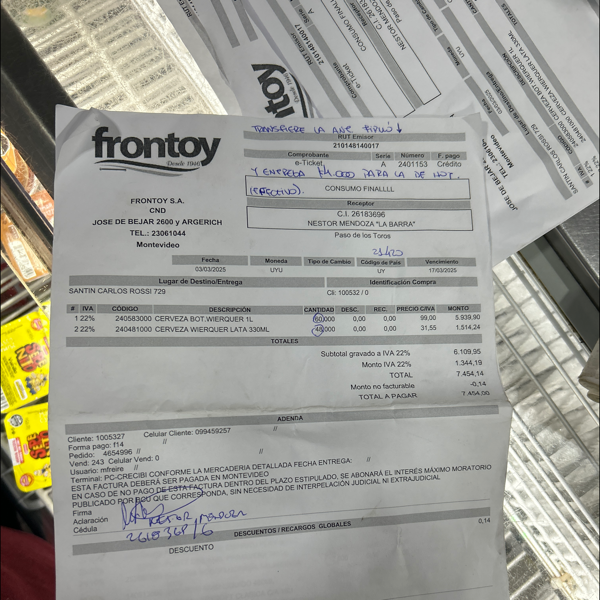 frontoy
Desde 1946
TRANSFIERE LA ANT. FIRMÓ ↓
RUT Emisor
210148140017
Comprobante Serie Número F. pago
e-Ticket A 2401153 Crédito
Y ENTREGA PARA LA DE HOY.
(EFECTIVO).
CONSUMO FINALLLL
Receptor
C.I. 26183696
NESTOR MENDOZA "LA BARRA"
Paso de los Toros
FRONTOY S.A.
CND
JOSE DE BEJAR 2600 y ARGERICH
TEL.: 23061044
Montevideo
Fecha Moneda Tipo de Cambio Código de País Vencimiento
03/03/2025 UYU UY 17/03/2025
Lugar de Destino/Entrega Identificación Compra
SANTIN CARLOS ROSSI 729 Cli: 100532 / 0
# IVA CÓDIGO DESCRIPCIÓN CANTIDAD DESC. REC. PRECIO C/IVA MONTO
1 22% 240583000 CERVEZA BOT.WIERQUER 1L 60,000 0,00 0,00 99,00 5.939,90
2 22% 240481000 CERVEZA WIERQUER LATA 330ML 48,000 0,00 0,00 31,55 1.514,24
TOTALES
Subtotal gravado a IVA 22% 6.109,95
Monto IVA 22% 1.344,19
TOTAL 7.454,14
Monto no facturable -0,14
TOTAL A PAGAR 7.454,00
ADENDA
Cliente: 1005327 Celular Cliente: 099459257 //
Forma pago: f14 //
Pedido: 4654996 // //
Vend: 243 Celular Vend: 0
Usuario: mfreire //
Terminal: PC-CRECIBI CONFORME LA MERCADERIA DETALLADA FECHA ENTREGA: //
ESTA FACTURA DEBERÁ SER PAGADA EN MONTEVIDEO
EN CASO DE NO PAGO DE ESTA FACTURA DENTRO DEL PLAZO ESTIPULADO, SE ABONARÁ EL INTERÉS MÁXIMO MORATORIO
PUBLICADO POR BCU QUE CORRESPONDA, SIN NECESIDAD DE INTERPELACIÓN JUDICIAL NI EXTRAJUDICIAL
Firma
Aclaración
Cédula
DESCUENTOS / RECARGOS GLOBALES
DESCUENTO 0,14